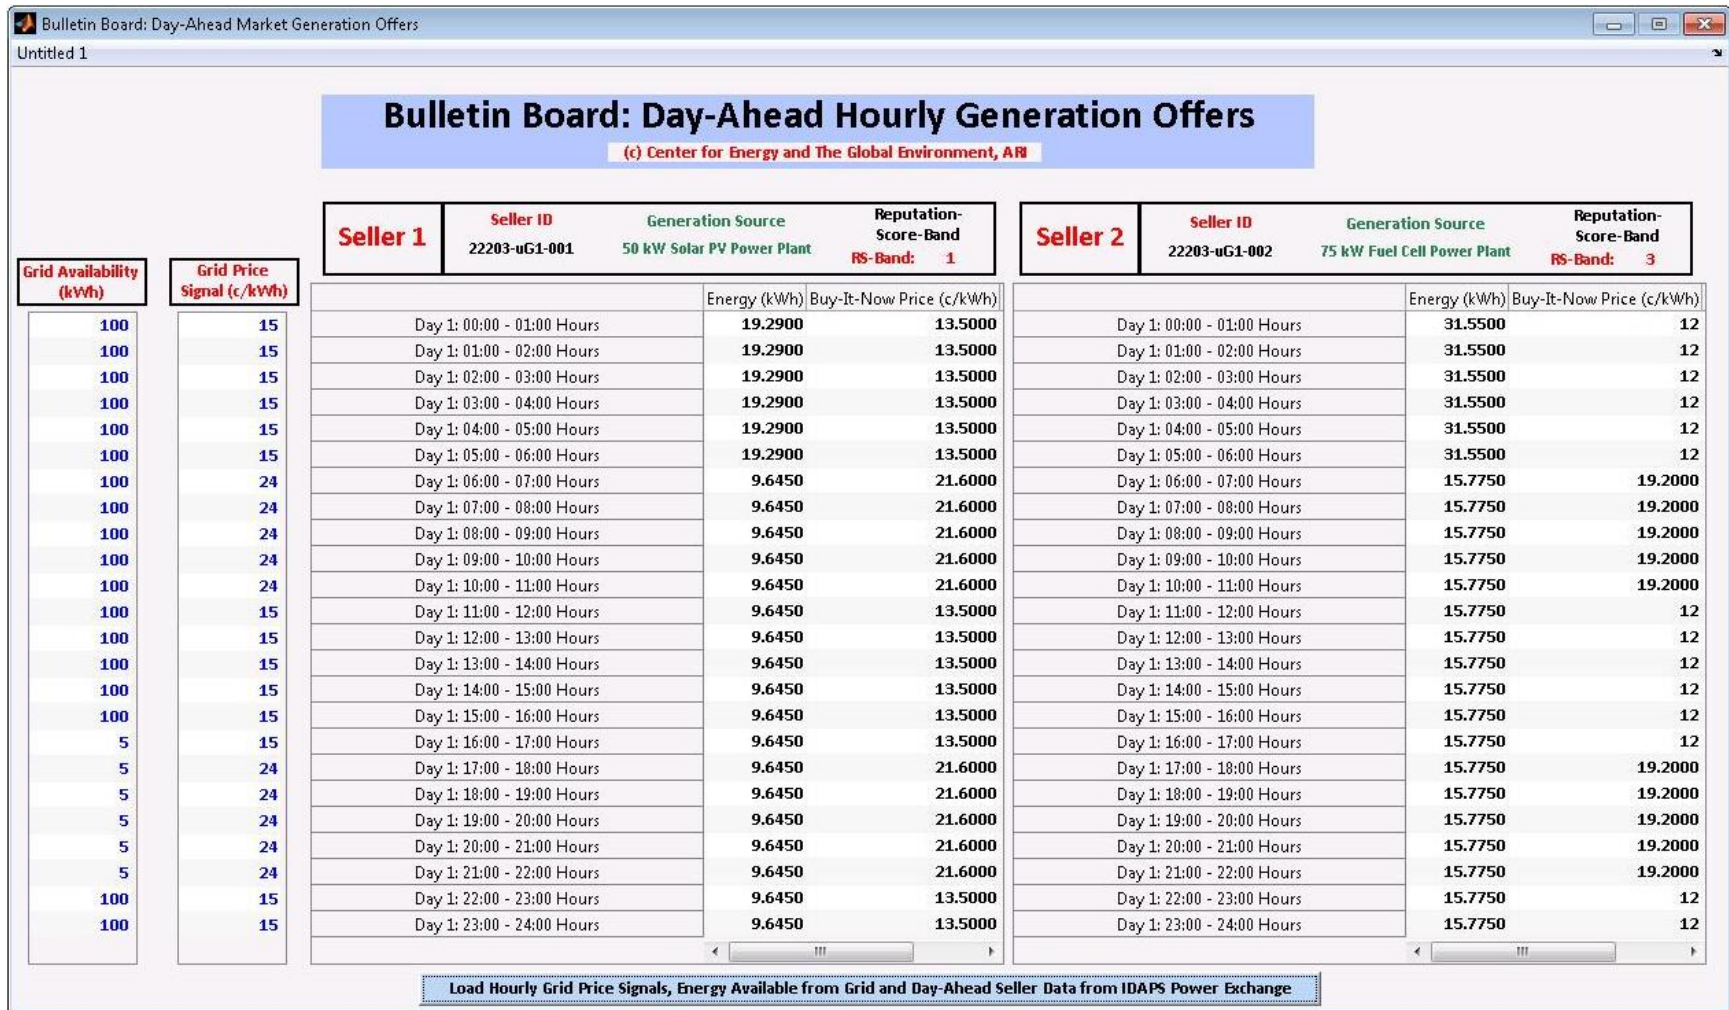 Bulletin Board: Day-Ahead Market Generation Offers
Untitled 1
Bulletin Board: Day-Ahead Hourly Generation Offers
(c) Center for Energy and The Global Environment, ARI
Seller 1 Seller ID 22203-uG1-001 Generation Source 50 kW Solar PV Power Plant Reputation-Score-Band RS-Band: 1
Seller 2 Seller ID 22203-uG1-002 Generation Source 75 kW Fuel Cell Power Plant Reputation-Score-Band RS-Band: 3
Grid Availability (kWh) Grid Price Signal (c/kWh)
Energy (kWh) Buy-It-Now Price (c/kWh) Energy (kWh) Buy-It-Now Price (c/kWh)
100 15 Day 1: 00:00 - 01:00 Hours 19.2900 13.5000 Day 1: 00:00 - 01:00 Hours 31.5500 12
100 15 Day 1: 01:00 - 02:00 Hours 19.2900 13.5000 Day 1: 01:00 - 02:00 Hours 31.5500 12
100 15 Day 1: 02:00 - 03:00 Hours 19.2900 13.5000 Day 1: 02:00 - 03:00 Hours 31.5500 12
100 15 Day 1: 03:00 - 04:00 Hours 19.2900 13.5000 Day 1: 03:00 - 04:00 Hours 31.5500 12
100 15 Day 1: 04:00 - 05:00 Hours 19.2900 13.5000 Day 1: 04:00 - 05:00 Hours 31.5500 12
100 15 Day 1: 05:00 - 06:00 Hours 19.2900 13.5000 Day 1: 05:00 - 06:00 Hours 31.5500 12
100 24 Day 1: 06:00 - 07:00 Hours 9.6450 21.6000 Day 1: 06:00 - 07:00 Hours 15.7750 19.2000
100 24 Day 1: 07:00 - 08:00 Hours 9.6450 21.6000 Day 1: 07:00 - 08:00 Hours 15.7750 19.2000
100 24 Day 1: 08:00 - 09:00 Hours 9.6450 21.6000 Day 1: 08:00 - 09:00 Hours 15.7750 19.2000
100 24 Day 1: 09:00 - 10:00 Hours 9.6450 21.6000 Day 1: 09:00 - 10:00 Hours 15.7750 19.2000
100 24 Day 1: 10:00 - 11:00 Hours 9.6450 21.6000 Day 1: 10:00 - 11:00 Hours 15.7750 19.2000
100 15 Day 1: 11:00 - 12:00 Hours 9.6450 13.5000 Day 1: 11:00 - 12:00 Hours 15.7750 12
100 15 Day 1: 12:00 - 13:00 Hours 9.6450 13.5000 Day 1: 12:00 - 13:00 Hours 15.7750 12
100 15 Day 1: 13:00 - 14:00 Hours 9.6450 13.5000 Day 1: 13:00 - 14:00 Hours 15.7750 12
100 15 Day 1: 14:00 - 15:00 Hours 9.6450 13.5000 Day 1: 14:00 - 15:00 Hours 15.7750 12
100 15 Day 1: 15:00 - 16:00 Hours 9.6450 13.5000 Day 1: 15:00 - 16:00 Hours 15.7750 12
5 15 Day 1: 16:00 - 17:00 Hours 9.6450 13.5000 Day 1: 16:00 - 17:00 Hours 15.7750 12
5 24 Day 1: 17:00 - 18:00 Hours 9.6450 21.6000 Day 1: 17:00 - 18:00 Hours 15.7750 19.2000
5 24 Day 1: 18:00 - 19:00 Hours 9.6450 21.6000 Day 1: 18:00 - 19:00 Hours 15.7750 19.2000
5 24 Day 1: 19:00 - 20:00 Hours 9.6450 21.6000 Day 1: 19:00 - 20:00 Hours 15.7750 19.2000
5 24 Day 1: 20:00 - 21:00 Hours 9.6450 21.6000 Day 1: 20:00 - 21:00 Hours 15.7750 19.2000
5 24 Day 1: 21:00 - 22:00 Hours 9.6450 21.6000 Day 1: 21:00 - 22:00 Hours 15.7750 19.2000
100 15 Day 1: 22:00 - 23:00 Hours 9.6450 13.5000 Day 1: 22:00 - 23:00 Hours 15.7750 12
100 15 Day 1: 23:00 - 24:00 Hours 9.6450 13.5000 Day 1: 23:00 - 24:00 Hours 15.7750 12
Load Hourly Grid Price Signals, Energy Available from Grid and Day-Ahead Seller Data from IDAPS Power Exchange